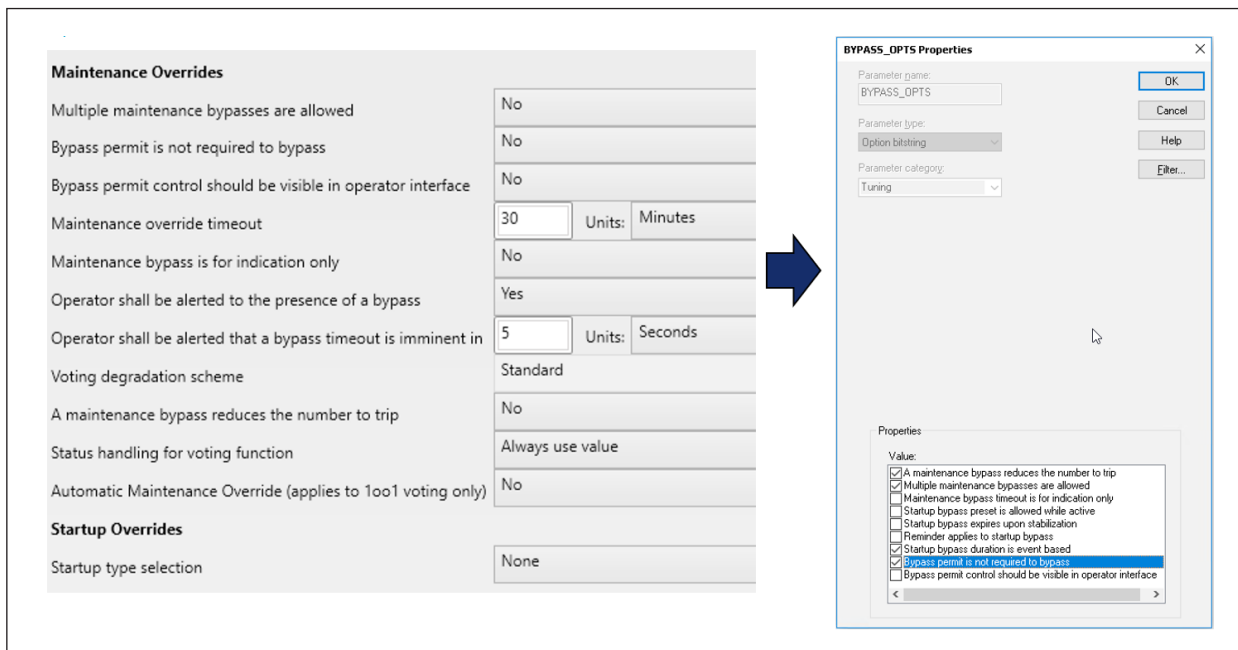 Maintenance Overrides
Multiple maintenance bypasses are allowed No
Bypass permit is not required to bypass No
Bypass permit control should be visible in operator interface No
Maintenance override timeout 30 Units: Minutes
Maintenance bypass is for indication only No
Operator shall be alerted to the presence of a bypass Yes
Operator shall be alerted that a bypass timeout is imminent in 5 Units: Seconds
Voting degradation scheme Standard
A maintenance bypass reduces the number to trip No
Status handling for voting function Always use value
Automatic Maintenance Override (applies to 1oo1 voting only) No
Startup Overrides
Startup type selection None
BYPASS_OPTS Properties
Parameter name:
BYPASS_OPTS
Parameter type:
Option bitstring
Parameter category:
Tuning
OK
Cancel
Help
Filter...
Properties
Value:
A maintenance bypass reduces the number to trip
Multiple maintenance bypasses are allowed
Maintenance bypass timeout is for indication only
Startup bypass preset is allowed while active
Startup bypass expires upon stabilization
Reminder applies to startup bypass
Startup bypass duration is event based
Bypass permit is not required to bypass
Bypass permit control should be visible in operator interface